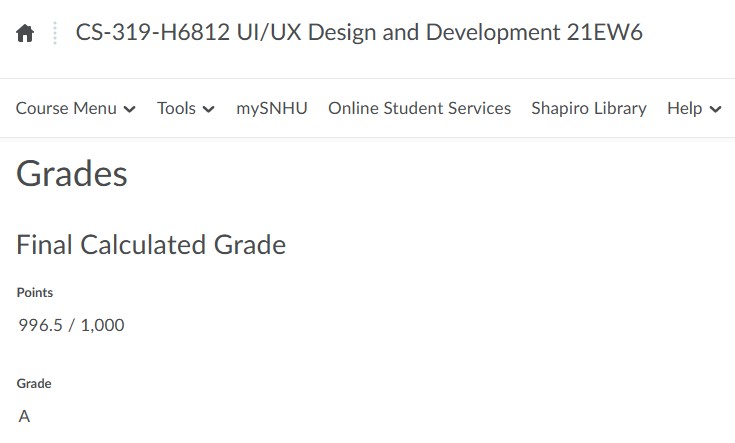 CS-319-H6812 UI/UX Design and Development 21EW6
Course Menu Tools mySNHU Online Student Services Shapiro Library Help
Grades
Final Calculated Grade
Points
996.5 / 1,000
Grade
A